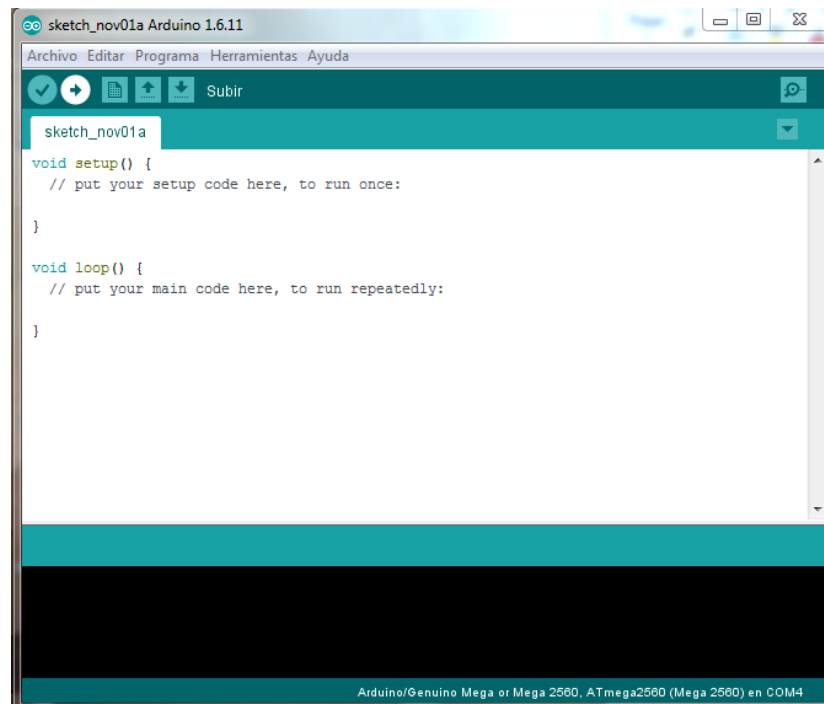 sketch_nov01a Arduino 1.6.11
Archivo Editar Programa Herramientas Ayuda
Subir
sketch_nov01a
void setup() {
  // put your setup code here, to run once:
}
void loop() {
  // put your main code here, to run repeatedly:
}
Arduino/Genuino Mega or Mega 2560, ATmega2560 (Mega 2560) en COM4